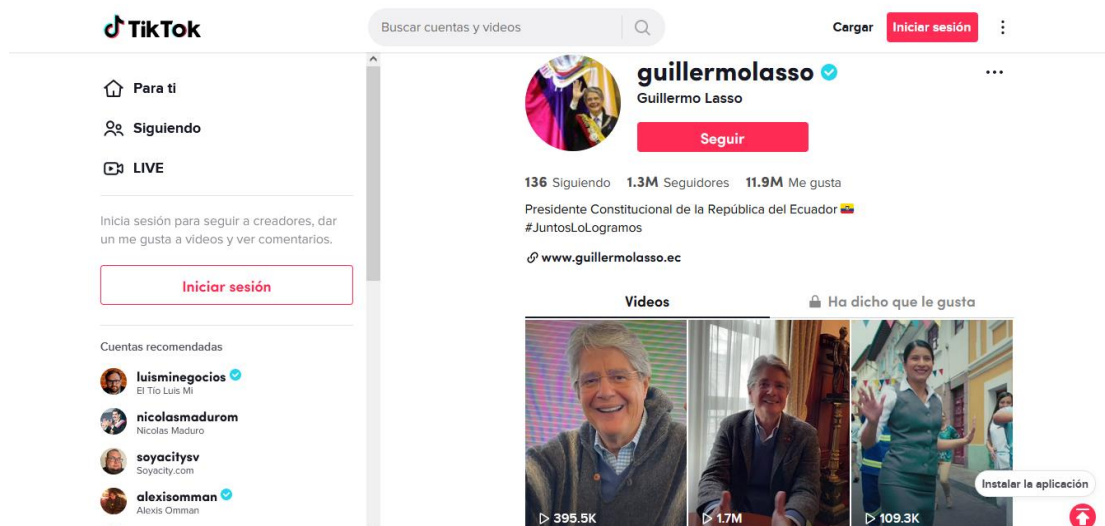 TikTok
Buscar cuentas y videos
Cargar
Iniciar sesión
Para ti
Siguiendo
LIVE
Inicia sesión para seguir a creadores, dar
un me gusta a videos y ver comentarios.
Iniciar sesión
Cuentas recomendadas
luisminegocios
El Tío Luis Mi
nicolasmadurom
Nicolas Maduro
soyacitysv
Soyacity.com
alexisomman
Alexis Omman
guillermolasso
Guillermo Lasso
Seguir
136 Siguiendo 1.3M Seguidores 11.9M Me gusta
Presidente Constitucional de la República del Ecuador 🇪🇨
#JuntosLoLogramos
www.guillermolasso.ec
Videos
Ha dicho que le gusta
395.5K
1.7M
109.3K
Instalar la aplicación